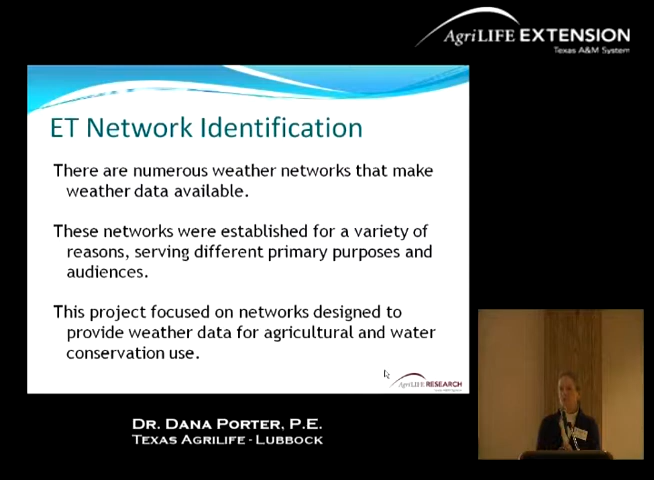 AgriLIFE EXTENSION
Texas A&M System
ET Network Identification
There are numerous weather networks that make
weather data available.
These networks were established for a variety of
reasons, serving different primary purposes and
audiences.
This project focused on networks designed to
provide weather data for agricultural and water
conservation use.
AgriLIFE RESEARCH
DR. DANA PORTER, P.E.
TEXAS AGRILIFE - LUBBOCK